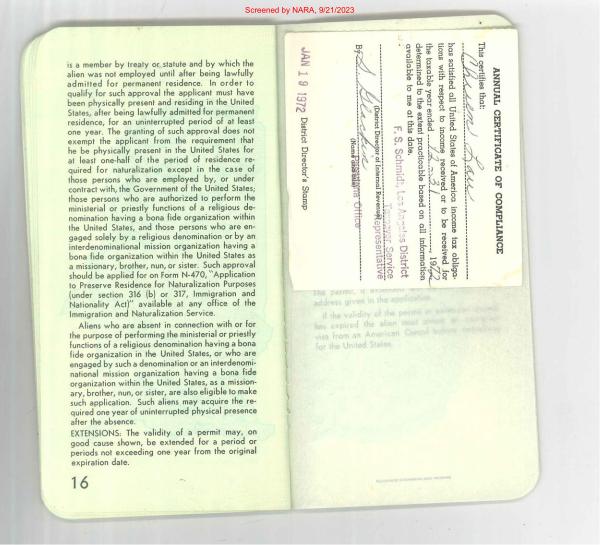 Screened by NARA, 9/21/2023
is a member by treaty or statute and by which the
alien was not employed until after being lawfully
admitted for permanent residence. In order to
qualify for such approval the applicant must have
been physically present and residing in the United
States, after being lawfully admitted for permanent
residence, for an uninterrupted period of at least
one year. The granting of such approval does not
exempt the applicant from the requirement that
he be physically present in the United States for
at least one-half of the period of residence re-
quired for naturalization except in the case of
those persons who are employed by, or under
contract with, the Government of the United States;
those persons who are authorized to perform the
ministerial or priestly functions of a religious de-
nomination having a bona fide organization within
the United States, and those persons who are en-
gaged solely by a religious denomination or by an
interdenominational mission organization having a
bona fide organization within the United States as
a missionary, brother, nun, or sister. Such approval
should be applied for on Form N-470, "Application
to Preserve Residence for Naturalization Purposes
(under section 316 (b) or 317, Immigration and
Nationality Act)" available at any office of the
Immigration and Naturalization Service.
Aliens who are absent in connection with or for
the purpose of performing the ministerial or priestly
functions of a religious denomination having a bona
fide organization in the United States, or who are
engaged by such a denomination or an interdenomi-
national mission organization having a bona fide
organization within the United States, as a mission-
ary, brother, nun, or sister, are also eligible to make
such application. Such aliens may acquire the re-
quired one year of uninterrupted physical presence
after the absence.
EXTENSIONS: The validity of a permit may, on
good cause shown, be extended for a period or
periods not exceeding one year from the original
expiration date.
16
ANNUAL CERTIFICATE OF COMPLIANCE
This certifies that:
has satisfied all United States of America income tax obliga-
tions with respect to income received or to be received for
the taxable year ended 1972
determined to the extent practicable based on all information
available to me at this date.
F. S. Schmidt, Los Angeles District
(District Director of Internal Revenue)
Taxpayer Service
Representative
By S.
(Name and Title)
Pasadena Office
JAN 19 1972 District Director's Stamp
address given in the application.
If the validity of the permit
has expired the alien must
visa from an American Consul before
for the United States.